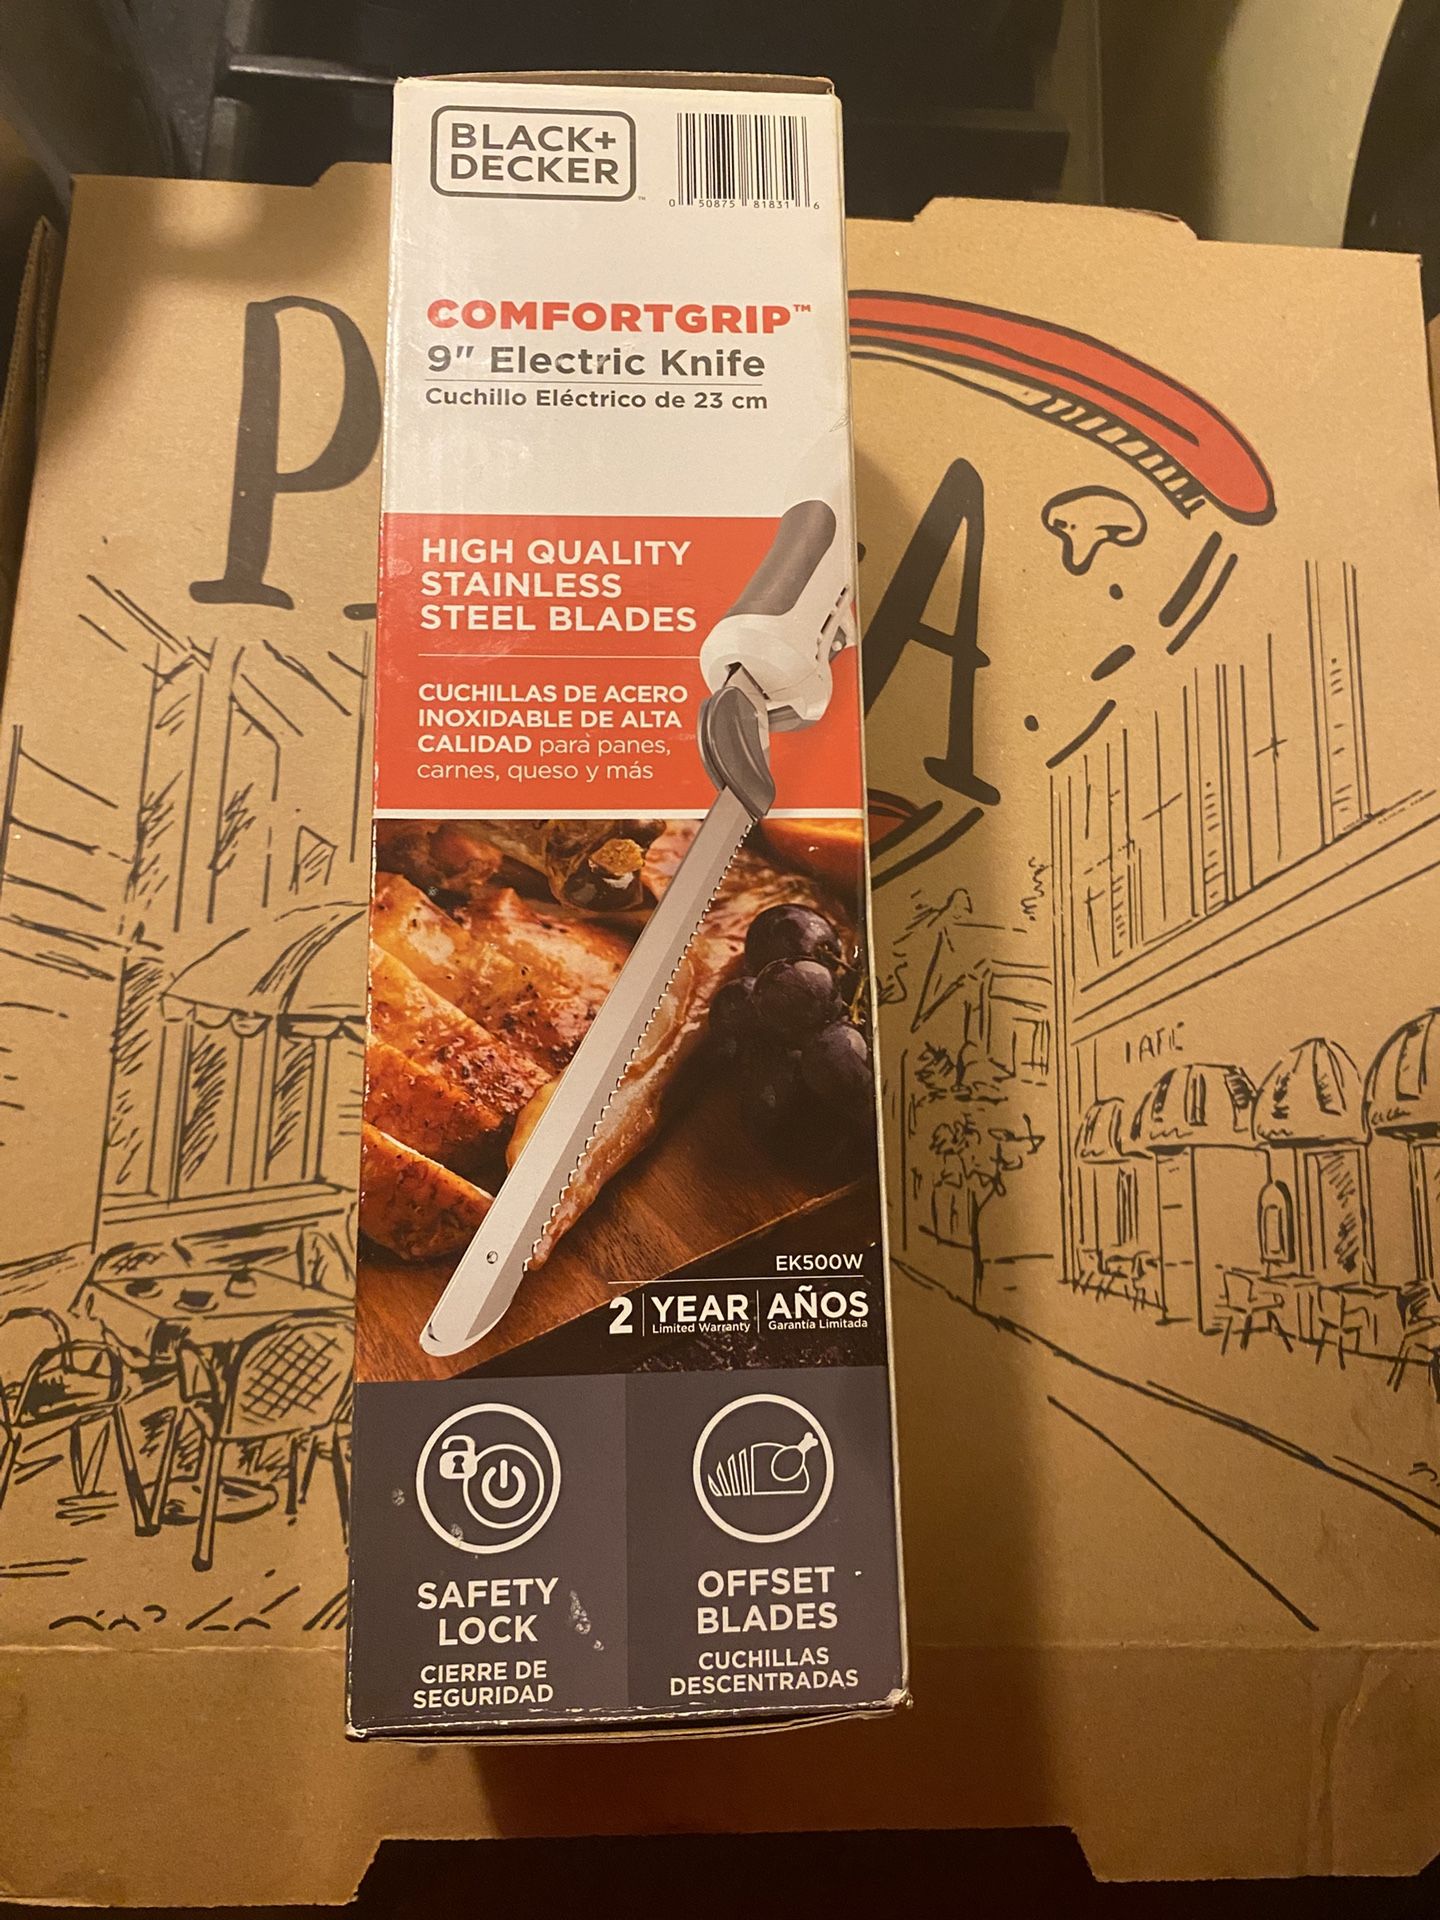 BLACK+
DECKER™
0 50875 81831 6
COMFORTGRIP™
9" Electric Knife
Cuchillo Eléctrico de 23 cm
HIGH QUALITY
STAINLESS
STEEL BLADES
CUCHILLAS DE ACERO
INOXIDABLE DE ALTA
CALIDAD para panes,
carnes, queso y más
EK500W
2 YEAR AÑOS
Limited Warranty Garantía Limitada
SAFETY
LOCK
CIERRE DE
SEGURIDAD
OFFSET
BLADES
CUCHILLAS
DESCENTRADAS
P
A